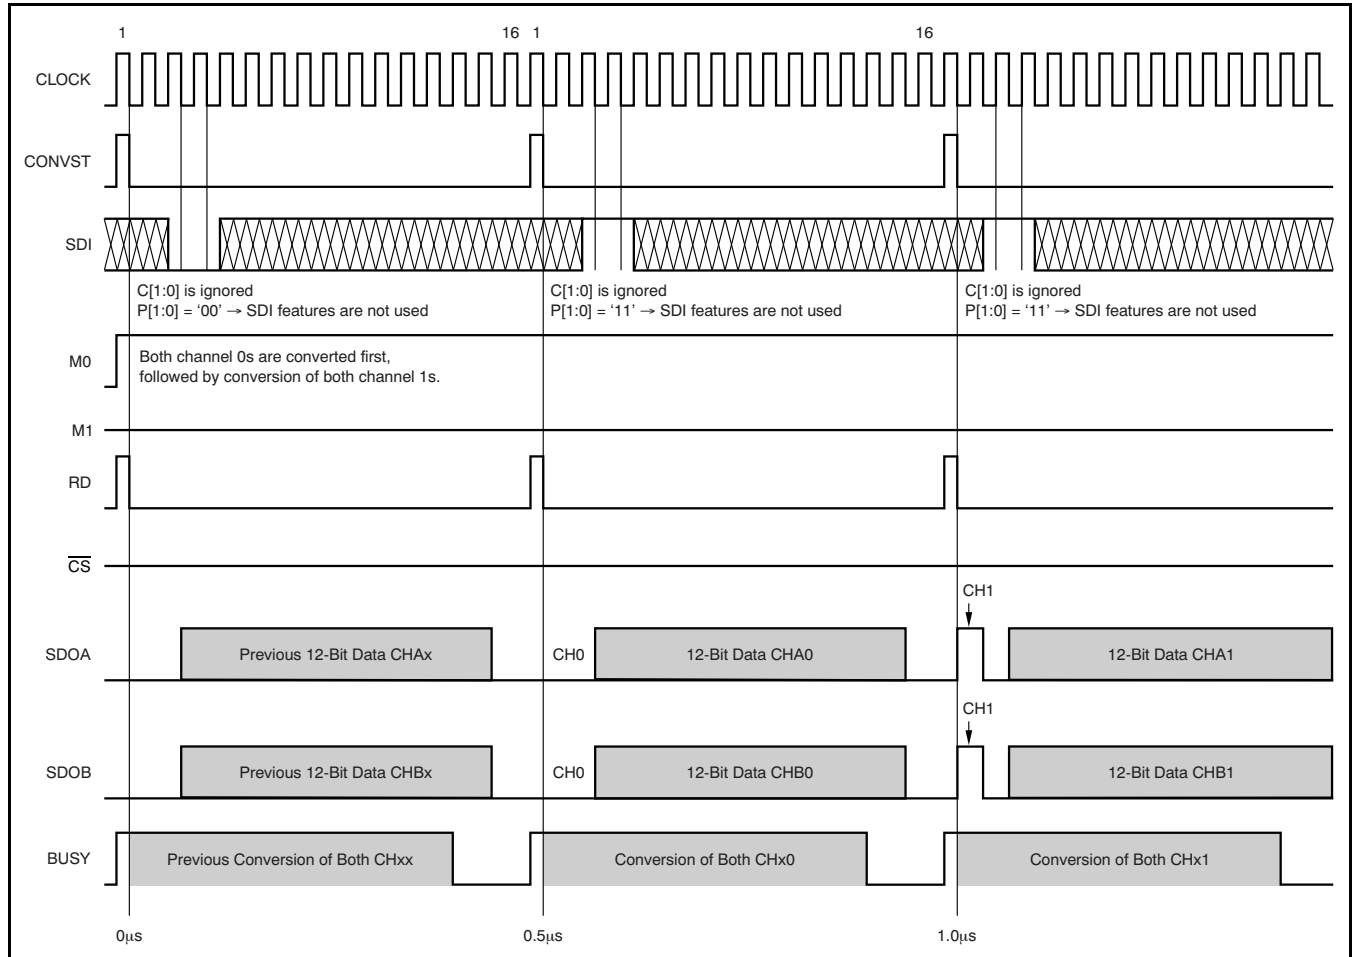 1 16 1 16
CLOCK
CONVST
SDI
C[1:0] is ignored
P[1:0] = ‘00’ → SDI features are not used
C[1:0] is ignored
P[1:0] = ‘11’ → SDI features are not used
C[1:0] is ignored
P[1:0] = ‘11’ → SDI features are not used
M0
Both channel 0s are converted first,
followed by conversion of both channel 1s.
M1
RD
CS
CH1
SDOA Previous 12-Bit Data CHAx CH0 12-Bit Data CHA0 12-Bit Data CHA1
CH1
SDOB Previous 12-Bit Data CHBx CH0 12-Bit Data CHB0 12-Bit Data CHB1
BUSY Previous Conversion of Both CHxx Conversion of Both CHx0 Conversion of Both CHx1
0μs 0.5μs 1.0μs